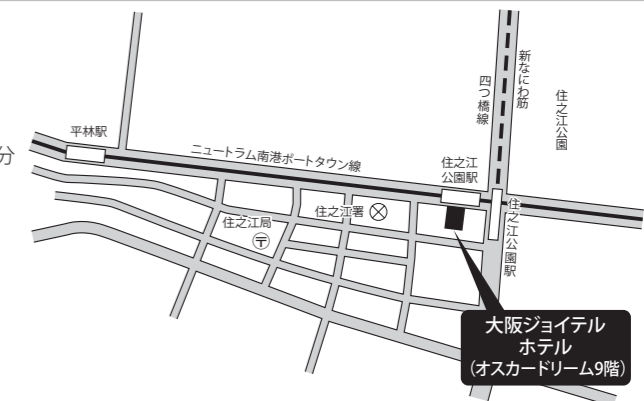 分
平林駅
ニュートラム南港ポートタウン線
住之江
公園駅
四つ橋線
新なにわ筋
住之江公園
住之江署
住之江局
〒
住之江公園駅
大阪ジョイテル
ホテル
(オスカードリーム9階)